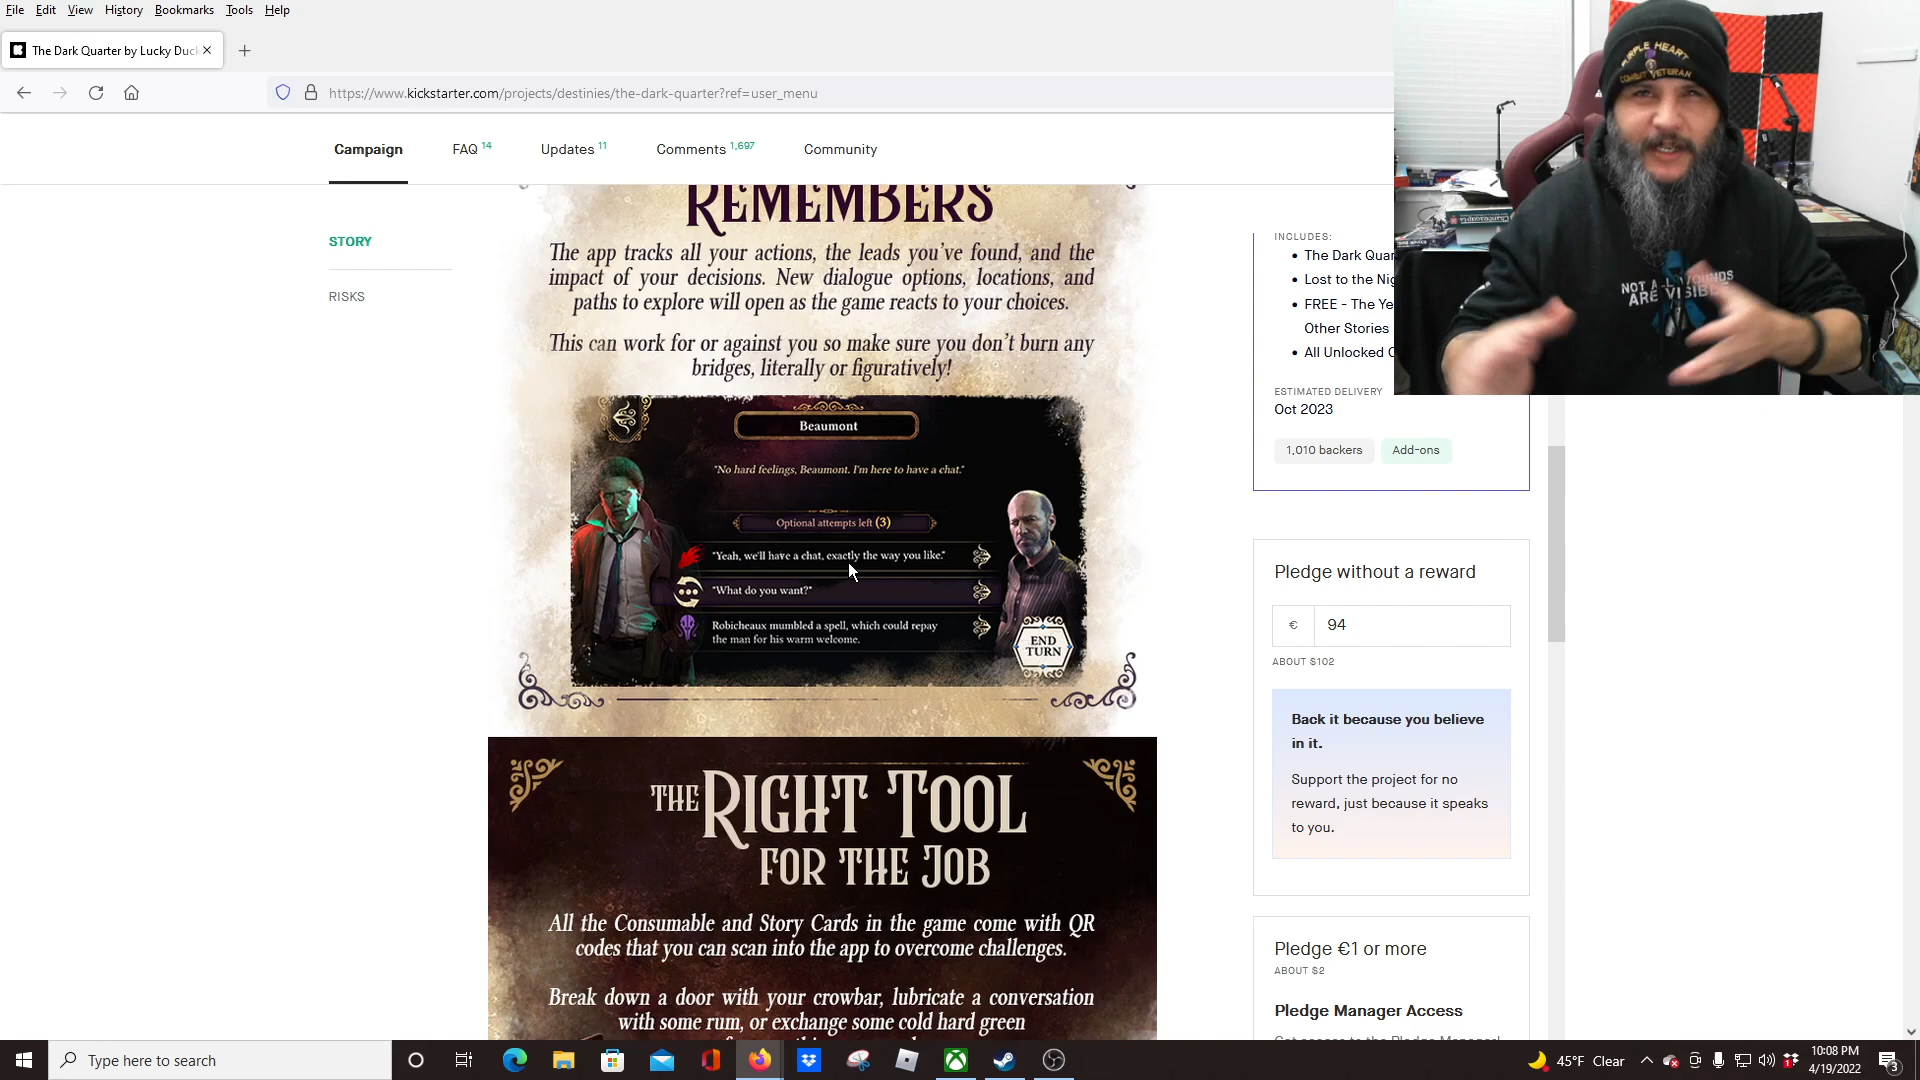 File Edit View History Bookmarks Tools Help
The Dark Quarter by Lucky Duc
https://www.kickstarter.com/projects/destinies/the-dark-quarter?ref=user_menu
Campaign FAQ 14 Updates 11 Comments 1,697 Community
STORY
RISKS
REMEMBERS
The app tracks all your actions, the leads you've found, and the
impact of your decisions. New dialogue options, locations, and
paths to explore will open as the game reacts to your choices.
This can work for or against you so make sure you don't burn any
bridges, literally or figuratively!
Beaumont
"No hard feelings, Beaumont. I'm here to have a chat."
Optional attempts left (3)
"Yeah, we'll have a chat, exactly the way you like."
"What do you want?"
Robicheaux mumbled a spell, which could repay
the man for his warm welcome.
END
TURN
THE RIGHT TOOL
FOR THE JOB
All the Consumable and Story Cards in the game come with QR
codes that you can scan into the app to overcome challenges.
Break down a door with your crowbar, lubricate a conversation
with some rum, or exchange some cold hard green
INCLUDES:
The Dark Quar
Lost to the Nig
FREE - The Ye
Other Stories
All Unlocked
ESTIMATED DELIVERY
Oct 2023
1,010 backers Add-ons
Pledge without a reward
€ 94
ABOUT $102
Back it because you believe
in it.
Support the project for no
reward, just because it speaks
to you.
Pledge €1 or more
ABOUT $2
Pledge Manager Access
PURPLE HEART
COMBAT VETERAN
NOT ALL WOUNDS
ARE VISIBLE
Type here to search
45°F Clear
10:08 PM
4/19/2022
3